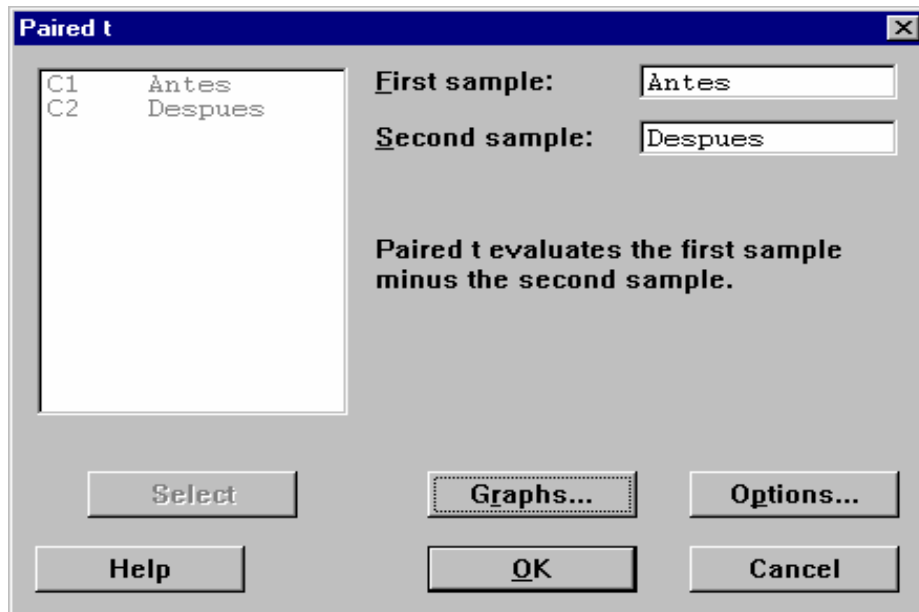 Paired t
C1 Antes
C2 Despues
First sample: Antes
Second sample: Despues
Paired t evaluates the first sample
minus the second sample.
Select
Graphs...
Options...
Help
OK
Cancel